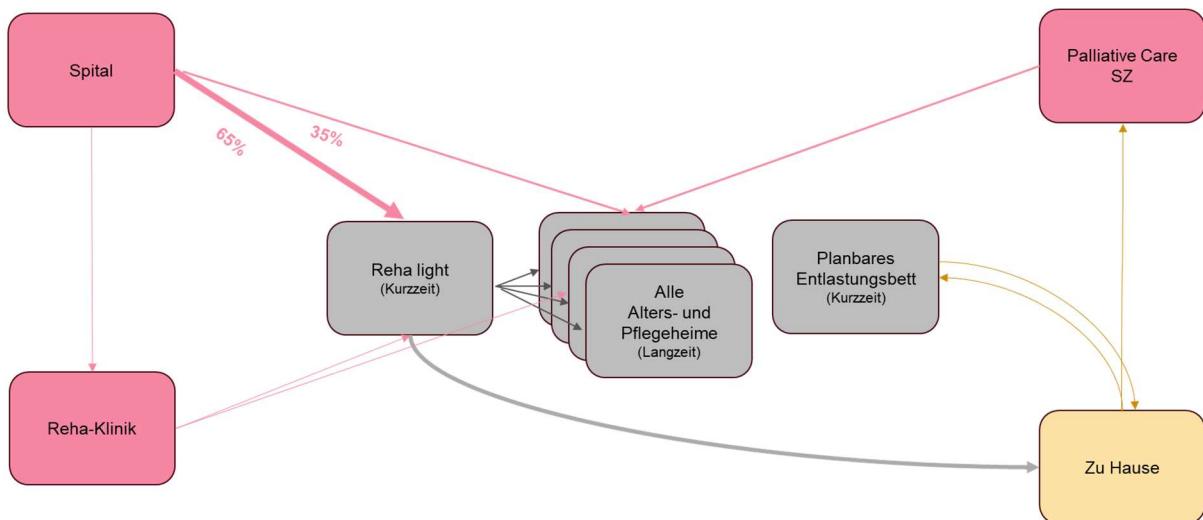 Spital
Palliative Care
SZ
65%
35%
Reha light
(Kurzzeit)
Alle
Alters- und
Pflegeheime
(Langzeit)
Planbares
Entlastungsbett
(Kurzzeit)
Reha-Klinik
Zu Hause